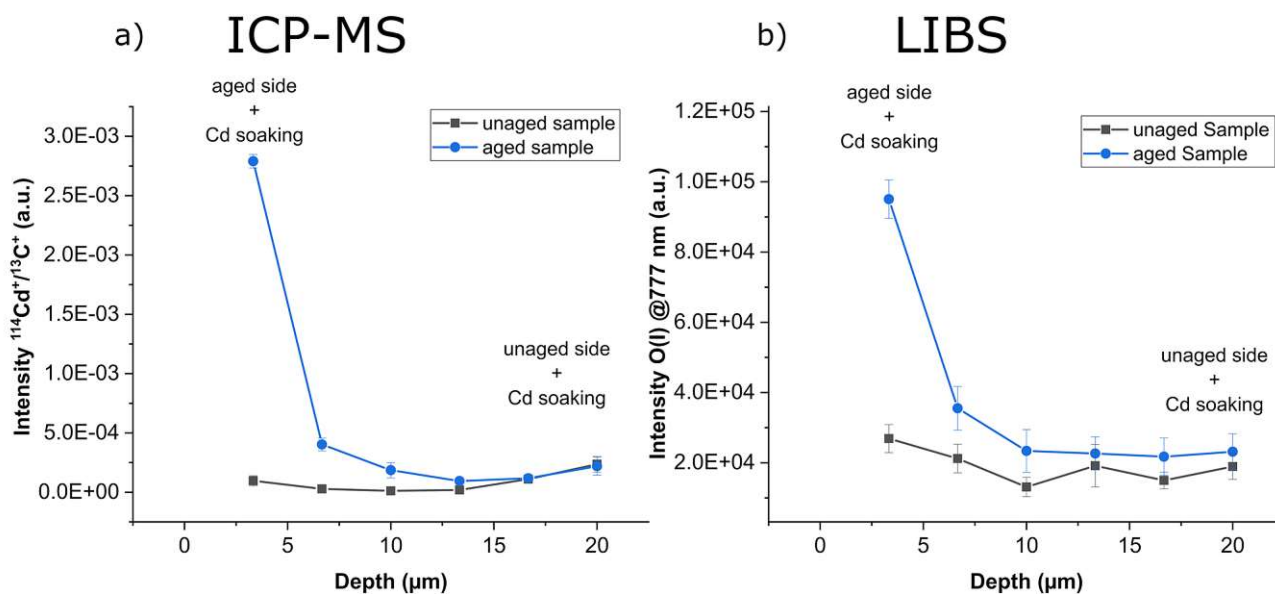 a) ICP-MS
aged side
+
Cd soaking
unaged sample
aged sample
3.0E-03
2.5E-03
2.0E-03
1.5E-03
1.0E-03
5.0E-04
0.0E+00
Intensity ¹¹⁴Cd⁺/¹³C⁺ (a.u.)
unaged side
+
Cd soaking
0 5 10 15 20
Depth (µm)
b) LIBS
aged side
+
Cd soaking
unaged Sample
aged Sample
1.2E+05
1.0E+05
8.0E+04
6.0E+04
4.0E+04
2.0E+04
Intensity O(I) @777 nm (a.u.)
unaged side
+
Cd soaking
0 5 10 15 20
Depth (µm)